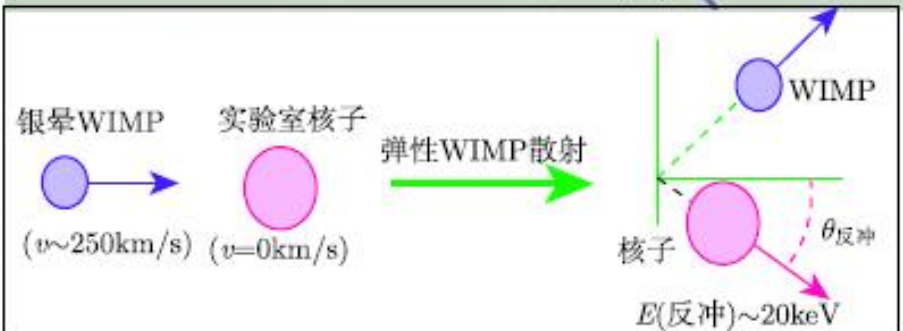 银晕WIMP
实验室核子
弹性WIMP散射
(v~250km/s)
(v=0km/s)
WIMP
核子
θ反冲
E(反冲)~20keV